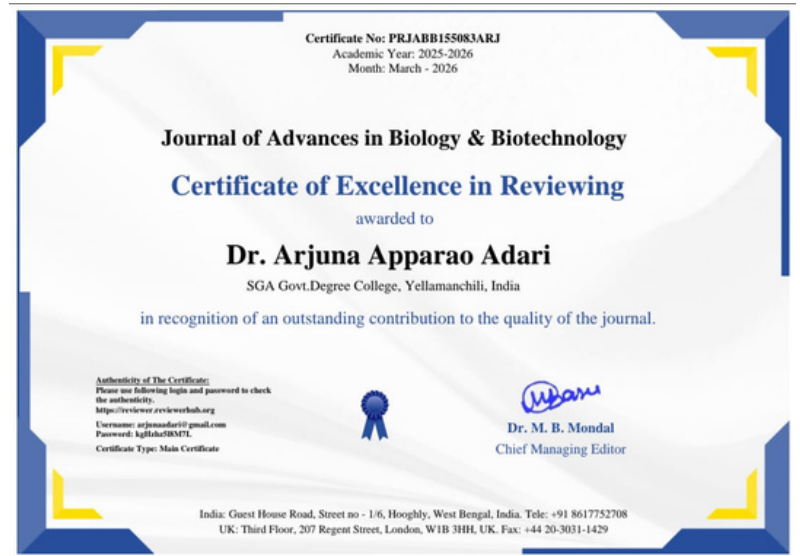 Certificate No: PRJABB155083ARJ
Academic Year: 2025-2026
Month: March - 2026
Journal of Advances in Biology & Biotechnology
Certificate of Excellence in Reviewing
awarded to
Dr. Arjuna Apparao Adari
SGA Govt.Degree College, Yellamanchili, India
in recognition of an outstanding contribution to the quality of the journal.
Authenticity of The Certificate:
Please use following login and password to check
the authenticity.
https://reviewer.reviewerhub.org
Username: arjunaadari@gmail.com
Password:
Certificate Type: Main Certificate
Dr. M. B. Mondal
Chief Managing Editor
India: Guest House Road, Street no - 1/6, Hooghly, West Bengal, India. Tele: +91 8617752708
UK: Third Floor, 207 Regent Street, London, W1B 3HH, UK. Fax: +44 20-3031-1429